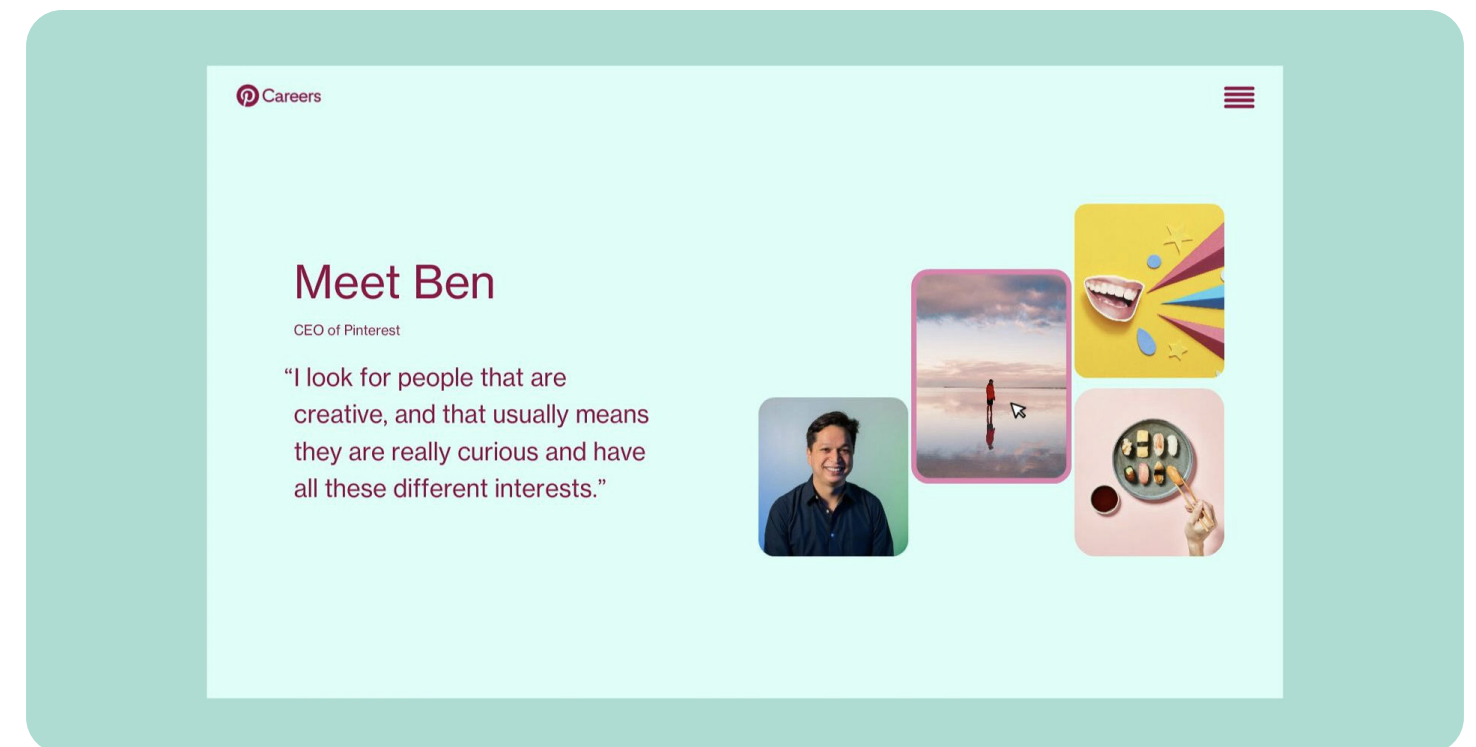 Careers
Meet Ben
CEO of Pinterest
“I look for people that are
creative, and that usually means
they are really curious and have
all these different interests.”